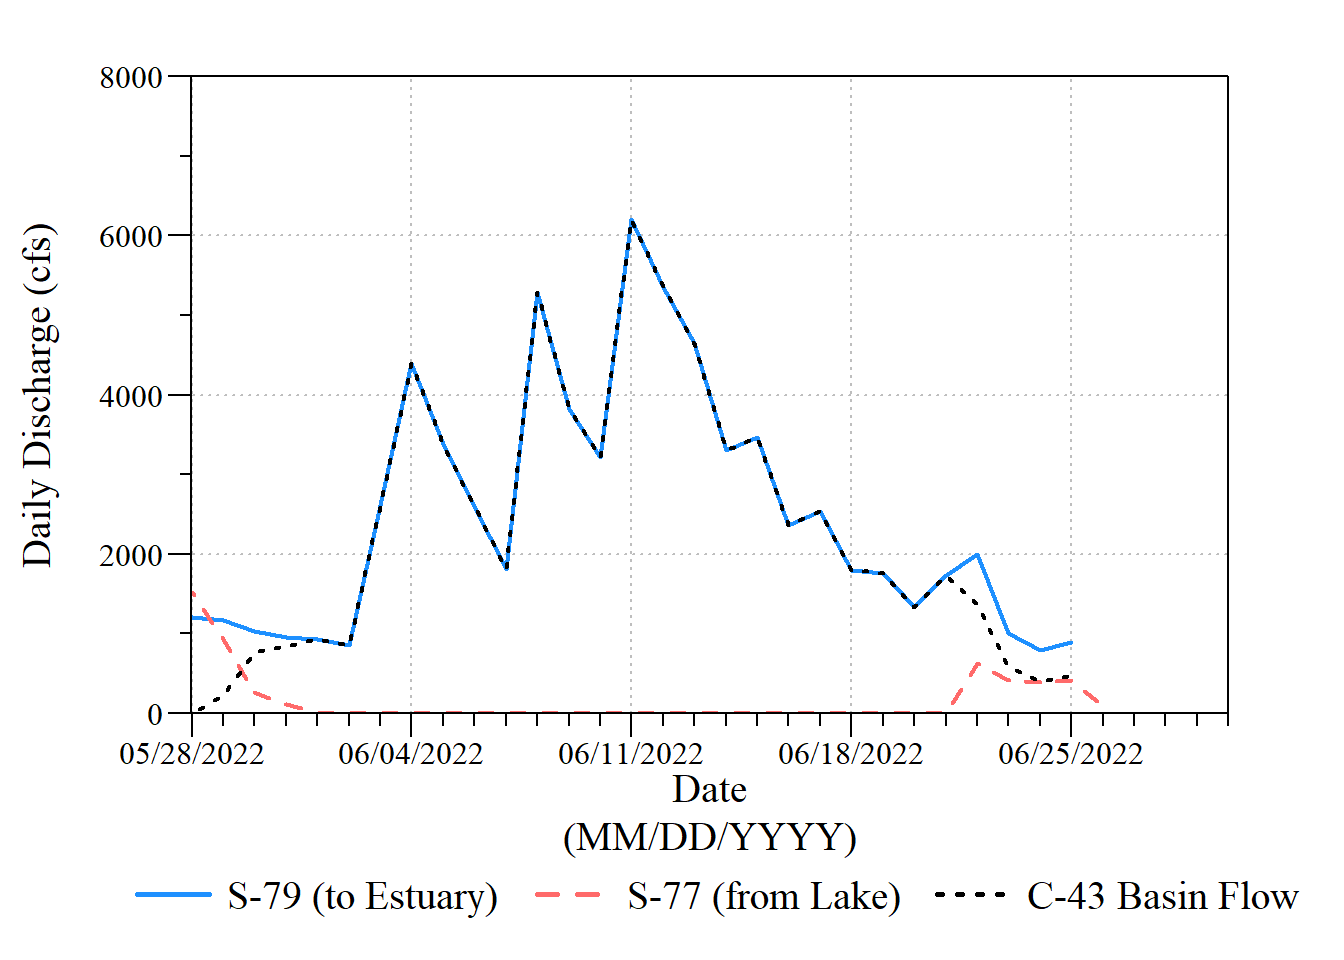 8000
6000
4000
2000
0
Daily Discharge (cfs)
05/28/2022 06/04/2022 06/11/2022 06/18/2022 06/25/2022
Date
(MM/DD/YYYY)
S-79 (to Estuary) S-77 (from Lake) C-43 Basin Flow